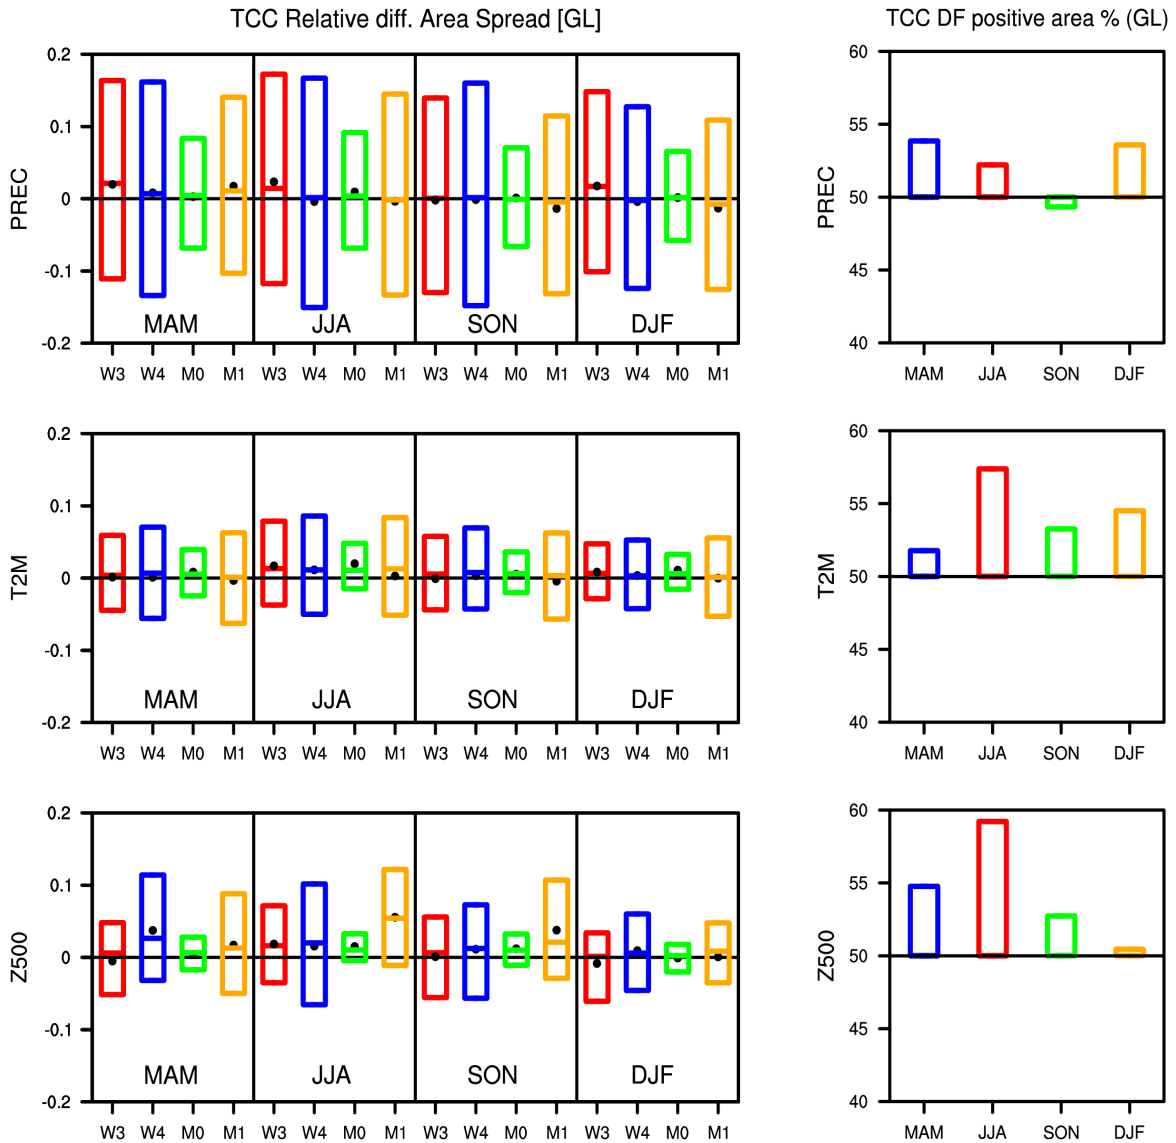 TCC Relative diff. Area Spread [GL]
TCC DF positive area % (GL)
PREC
0.2
0.1
0
-0.1
-0.2
MAM JJA SON DJF
W3 W4 M0 M1 W3 W4 M0 M1 W3 W4 M0 M1 W3 W4 M0 M1
PREC
60
55
50
45
40
MAM JJA SON DJF
T2M
0.2
0.1
0
-0.1
-0.2
MAM JJA SON DJF
W3 W4 M0 M1 W3 W4 M0 M1 W3 W4 M0 M1 W3 W4 M0 M1
T2M
60
55
50
45
40
MAM JJA SON DJF
Z500
0.2
0.1
0
-0.1
-0.2
MAM JJA SON DJF
W3 W4 M0 M1 W3 W4 M0 M1 W3 W4 M0 M1 W3 W4 M0 M1
Z500
60
55
50
45
40
MAM JJA SON DJF